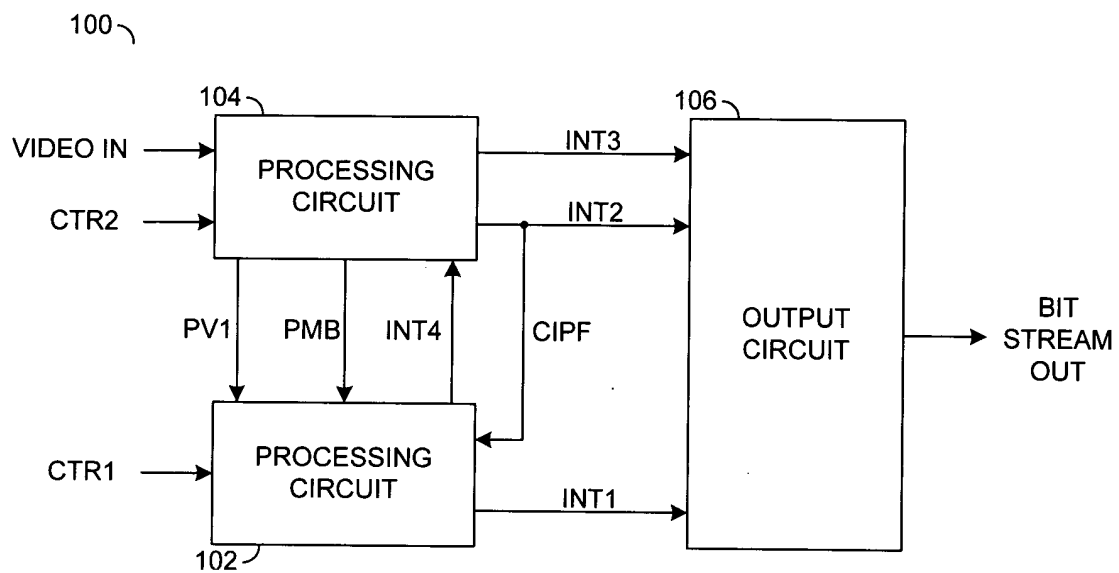 100
104
106
VIDEO IN
PROCESSING
CIRCUIT
INT3
CTR2
INT2
PV1
PMB
INT4
CIPF
OUTPUT
CIRCUIT
BIT
STREAM
OUT
CTR1
PROCESSING
CIRCUIT
INT1
102